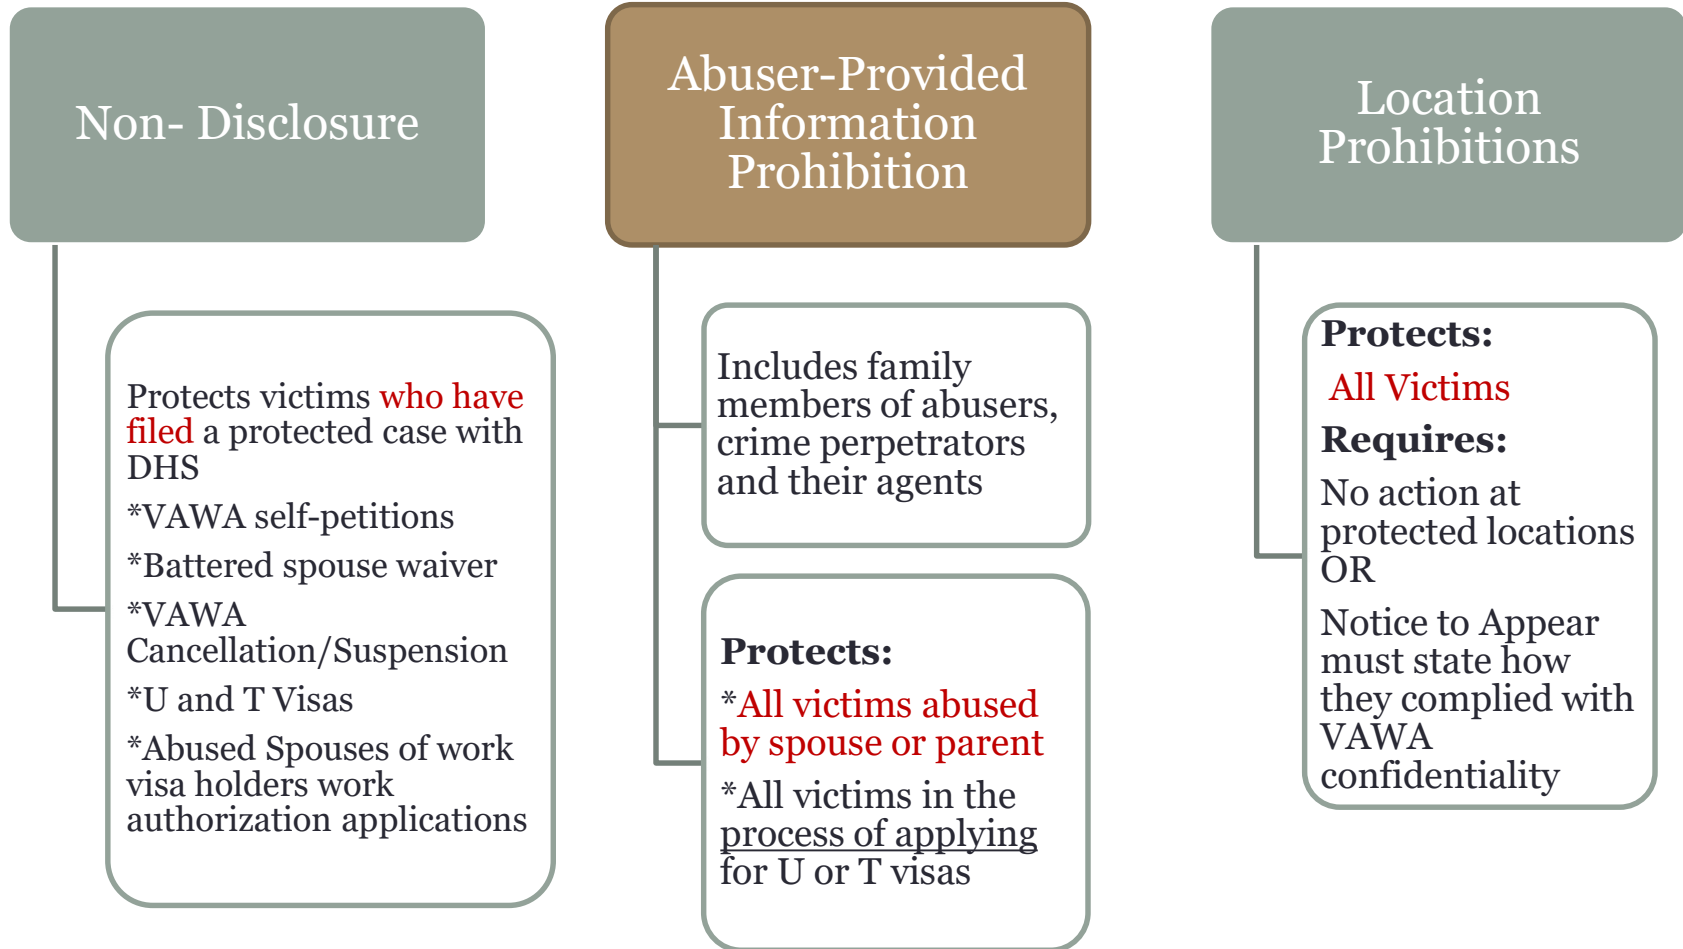 Non- Disclosure
Protects victims who have
filed a protected case with
DHS
*VAWA self-petitions
*Battered spouse waiver
*VAWA
Cancellation/Suspension
*U and T Visas
*Abused Spouses of work
visa holders work
authorization applications
Abuser-Provided
Information
Prohibition
Includes family
members of abusers,
crime perpetrators
and their agents
Protects:
*All victims abused
by spouse or parent
*All victims in the
process of applying
for U or T visas
Location
Prohibitions
Protects:
All Victims
Requires:
No action at
protected locations
OR
Notice to Appear
must state how
they complied with
VAWA
confidentiality